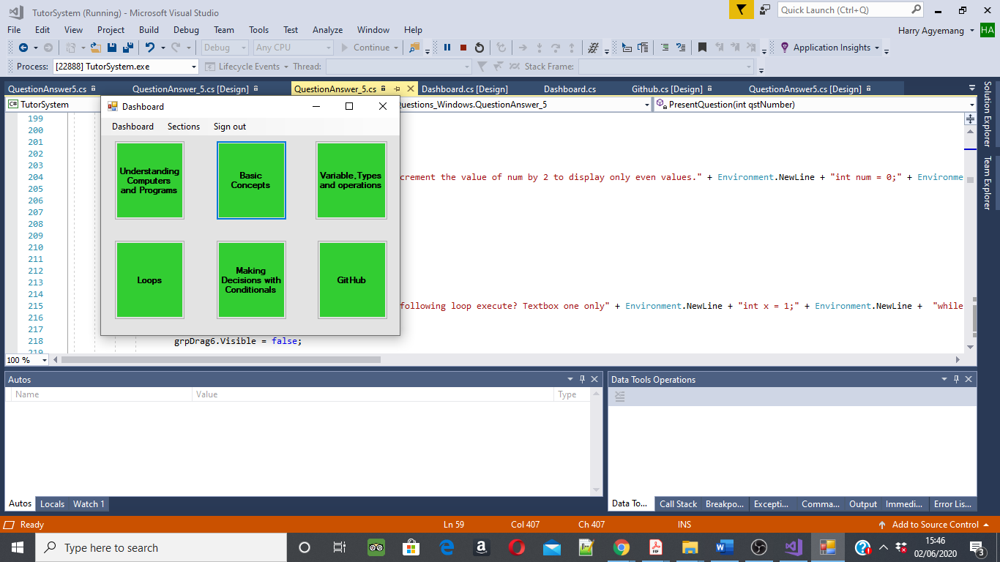 TutorSystem (Running) - Microsoft Visual Studio
Quick Launch (Ctrl+Q)
File Edit View Project Build Debug Team Tools Test Analyze Window Help
Harry Agyemang HA
Debug Any CPU Continue Application Insights
Process: [22888] TutorSystem.exe Lifecycle Events Thread: Stack Frame:
QuestionAnswer5.cs QuestionAnswer_5.cs [Design] QuestionAnswer_5.cs Dashboard.cs [Design] Dashboard.cs Github.cs [Design] QuestionAnswer5.cs [Design]
C# TutorSystem uestions_Windows.QuestionAnswer_5 PresentQuestion(int qstNumber)
Dashboard
Dashboard Sections Sign out
Understanding
Computers
and Programs
Basic
Concepts
Variable,Types
and operations
Loops
Making
Decisions with
Conditionals
GitHub
199
200
201
202
203
204 crement the value of num by 2 to display only even values." + Environment.NewLine + "int num = 0;" + Environme
205
206
207
208
209
210
211
212
213
214
215 following loop execute? Textbox one only" + Environment.NewLine + "int x = 1;" + Environment.NewLine + "while
216
217
218 grpDrag6.Visible = false;
219
100 %
Solution Explorer
Team Explorer
Autos
Name Value Type
Autos Locals Watch 1
Data Tools Operations
Data To... Call Stack Breakpo... Excepti... Comma... Output Immedi... Error Lis...
Ready Ln 59 Col 407 Ch 407 INS Add to Source Control
Type here to search
15:46
02/06/2020
3